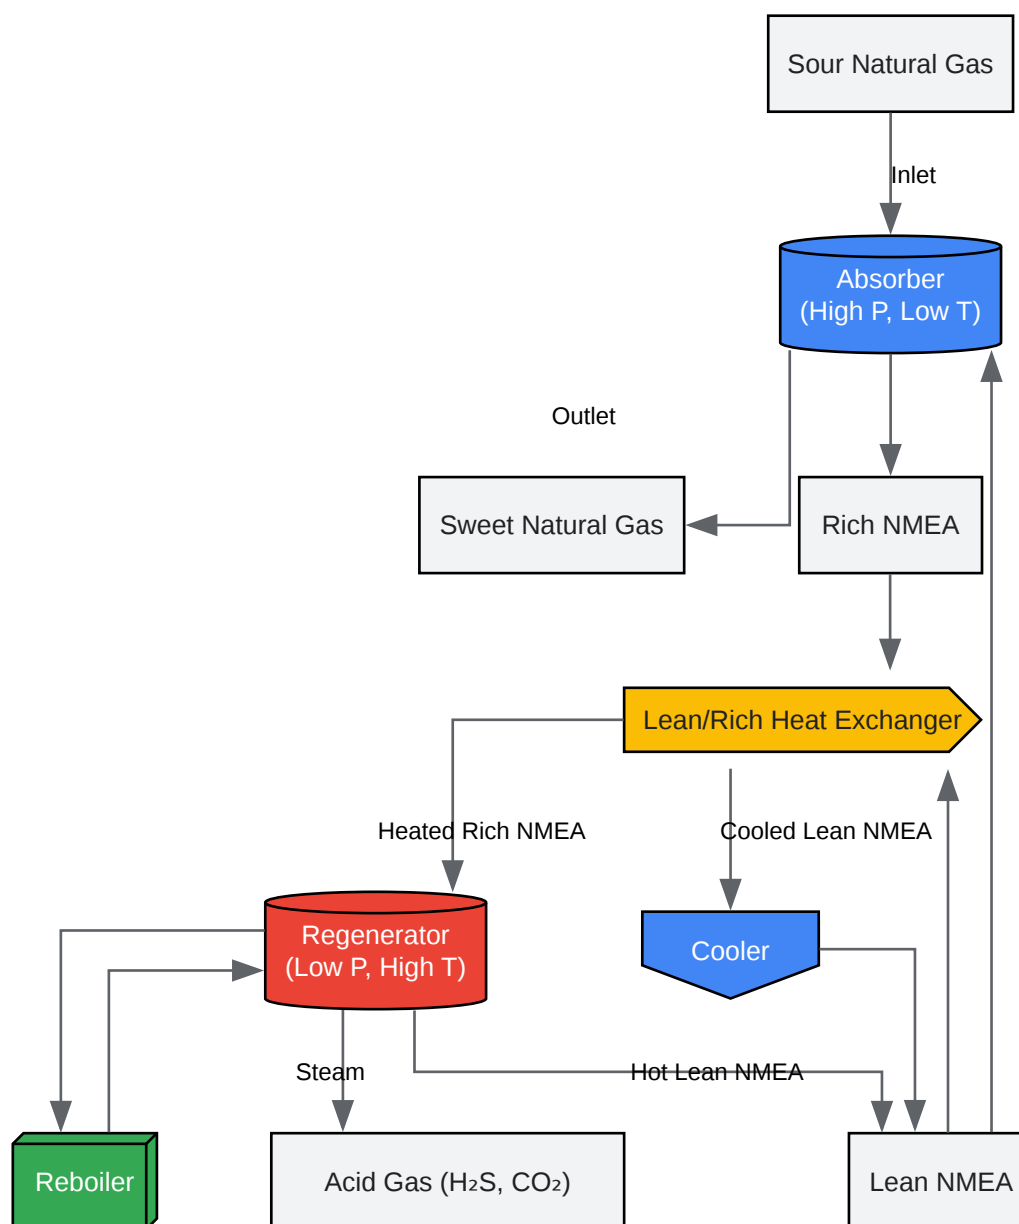 Sour Natural Gas
Inlet
Absorber
(High P, Low T)
Outlet
Sweet Natural Gas
Rich NMEA
Lean/Rich Heat Exchanger
Heated Rich NMEA
Cooled Lean NMEA
Regenerator
(Low P, High T)
Cooler
Steam
Hot Lean NMEA
Reboiler
Acid Gas (H₂S, CO₂)
Lean NMEA